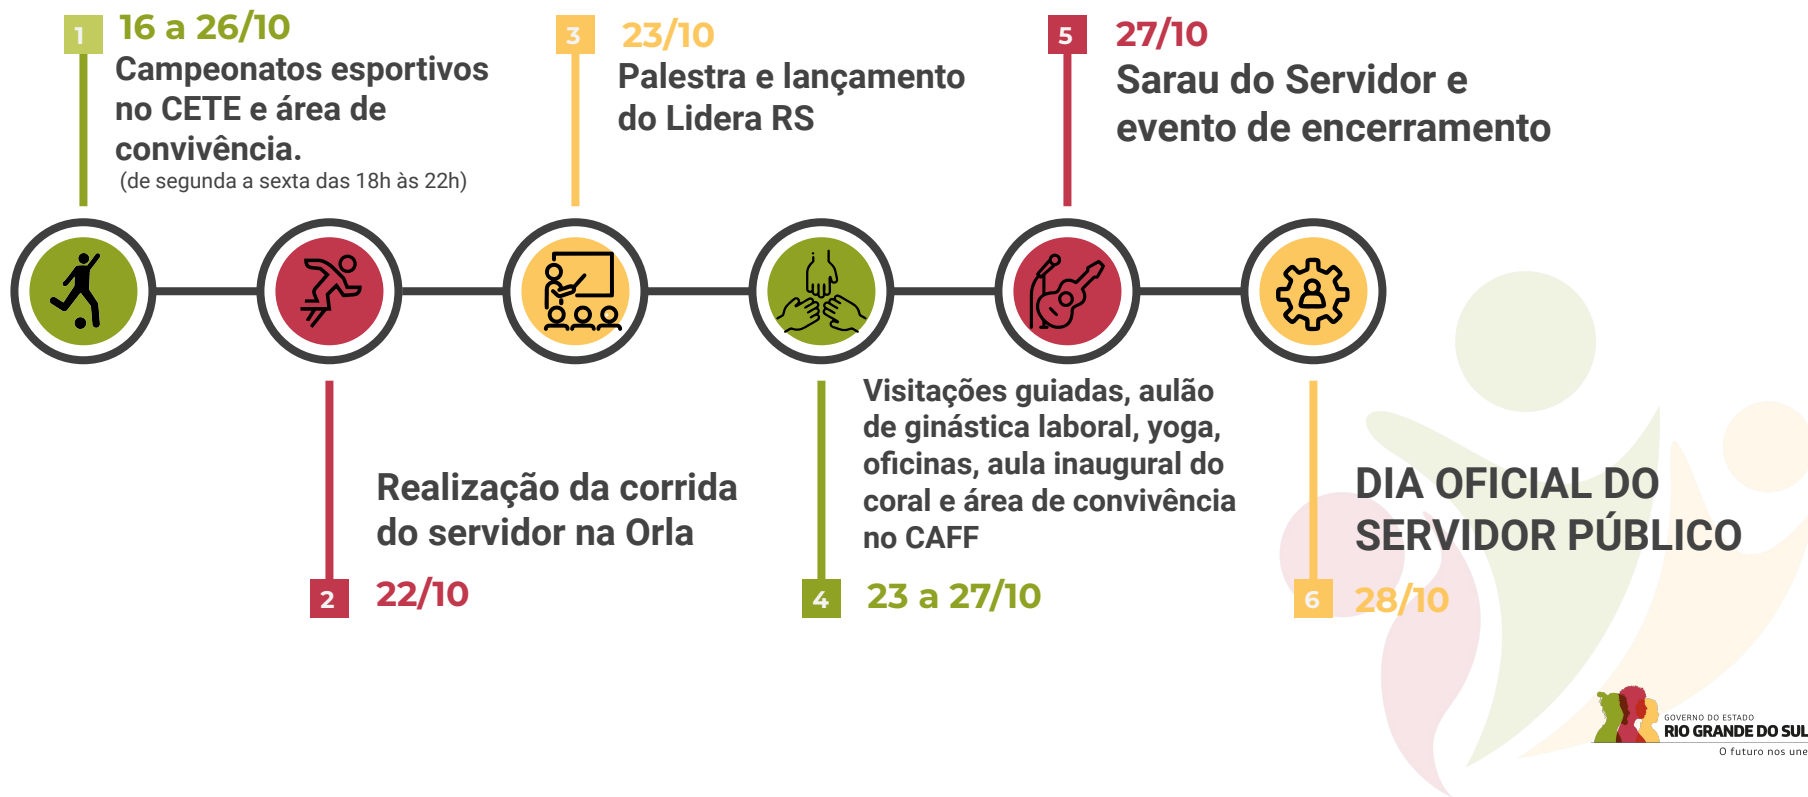 1
16 a 26/10
Campeonatos esportivos
no CETE e área de
convivência.
(de segunda a sexta das 18h às 22h)
3
23/10
Palestra e lançamento
do Lidera RS
5
27/10
Sarau do Servidor e
evento de encerramento
Realização da corrida
do servidor na Orla
2
22/10
Visitações guiadas, aulão
de ginástica laboral, yoga,
oficinas, aula inaugural do
coral e área de convivência
no CAFF
4
23 a 27/10
DIA OFICIAL DO
SERVIDOR PÚBLICO
6
28/10
GOVERNO DO ESTADO
RIO GRANDE DO SUL
O futuro nos une